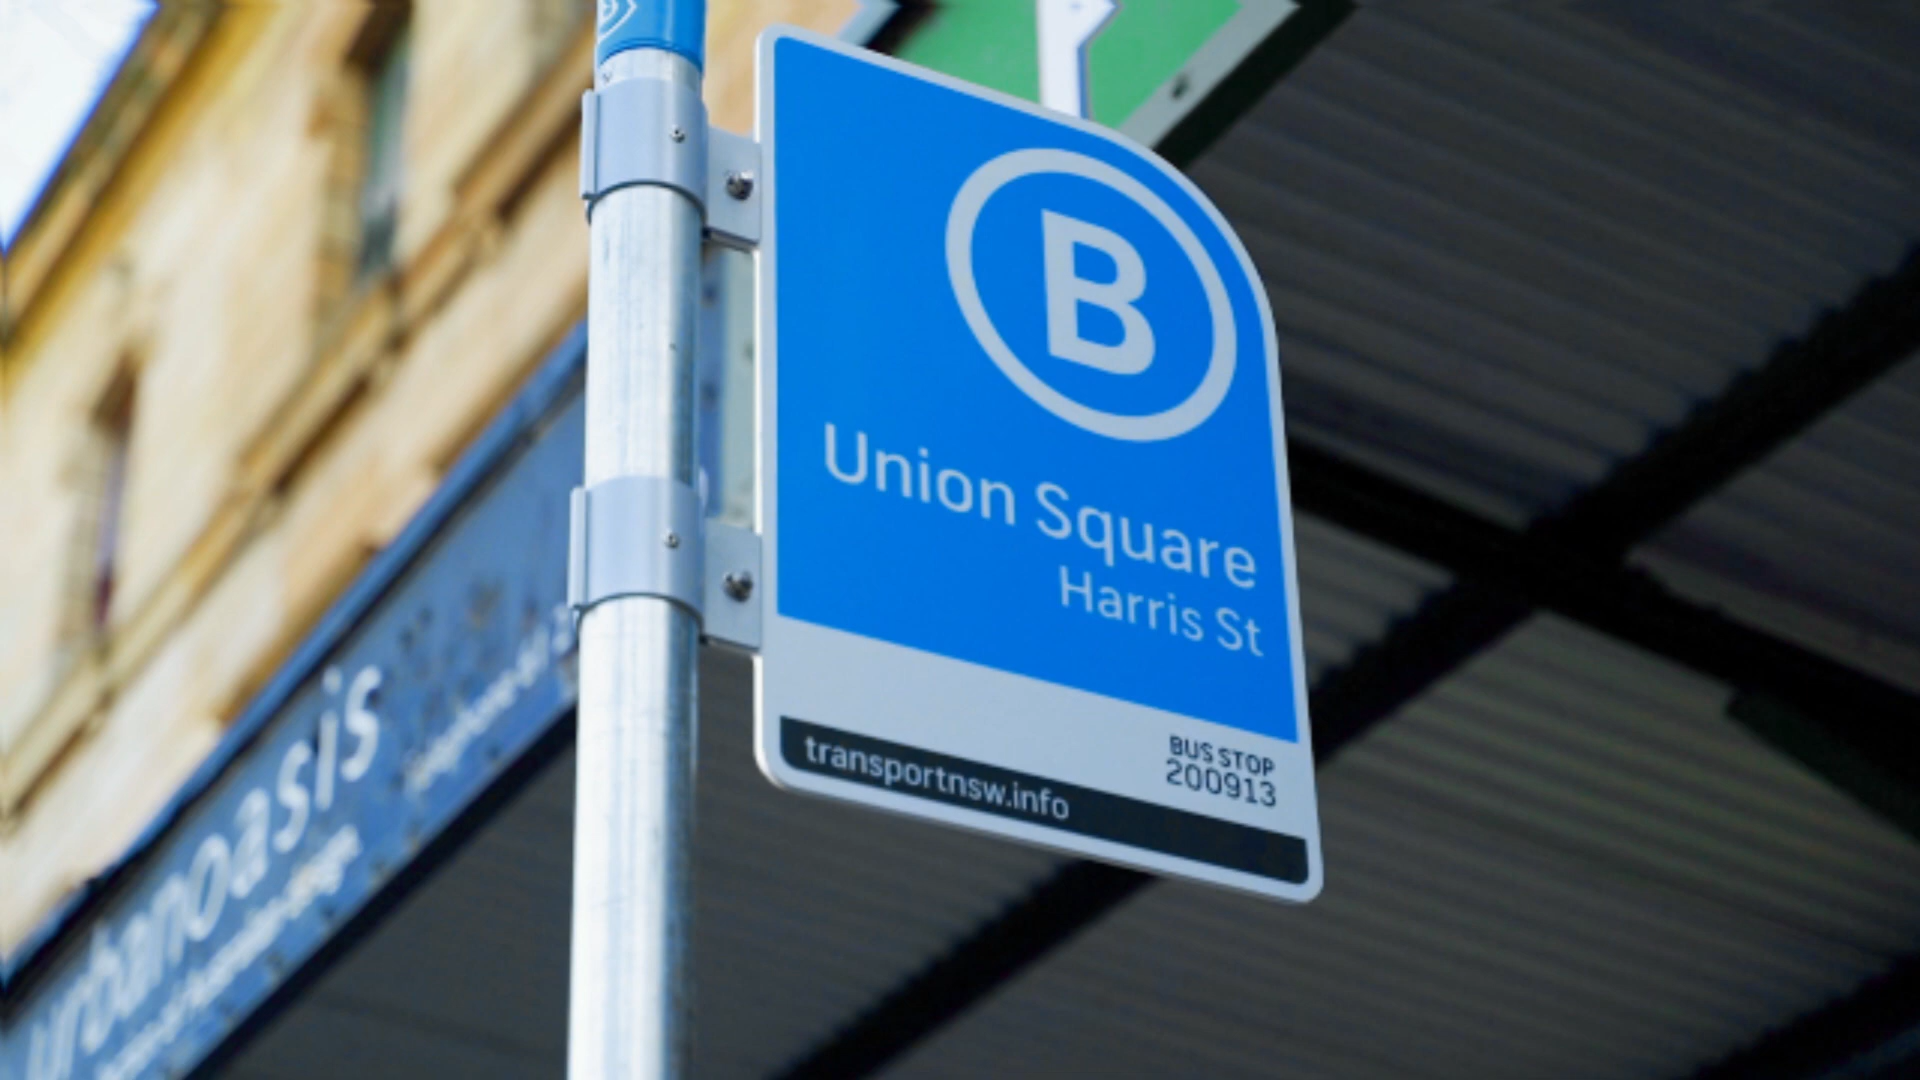 B
Union Square
Harris St
BUS STOP
200913
transportnsw.info
urbanoasis